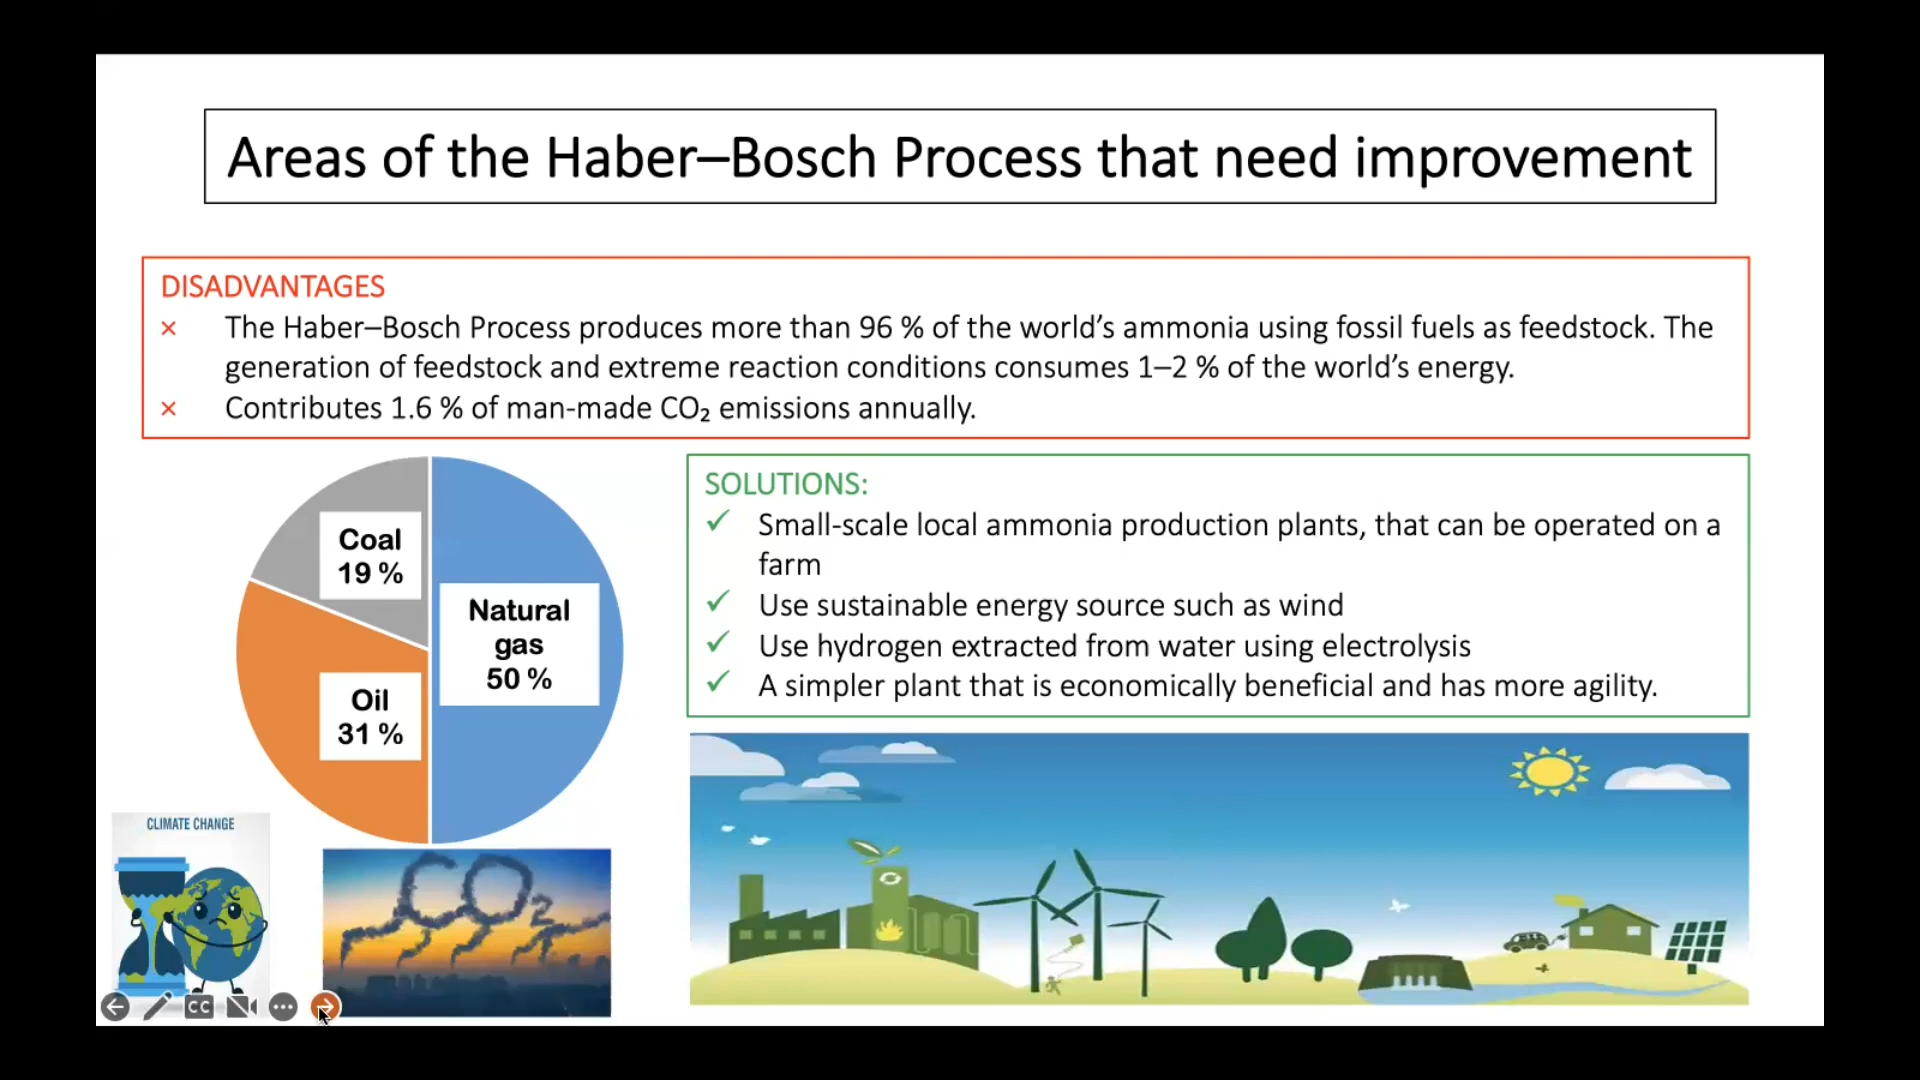 Areas of the Haber–Bosch Process that need improvement
DISADVANTAGES
× The Haber–Bosch Process produces more than 96 % of the world’s ammonia using fossil fuels as feedstock. The
generation of feedstock and extreme reaction conditions consumes 1–2 % of the world’s energy.
× Contributes 1.6 % of man-made CO₂ emissions annually.
Coal
19 %
Natural
gas
50 %
Oil
31 %
SOLUTIONS:
✓ Small-scale local ammonia production plants, that can be operated on a
farm
✓ Use sustainable energy source such as wind
✓ Use hydrogen extracted from water using electrolysis
✓ A simpler plant that is economically beneficial and has more agility.
CLIMATE CHANGE
CO₂
CC